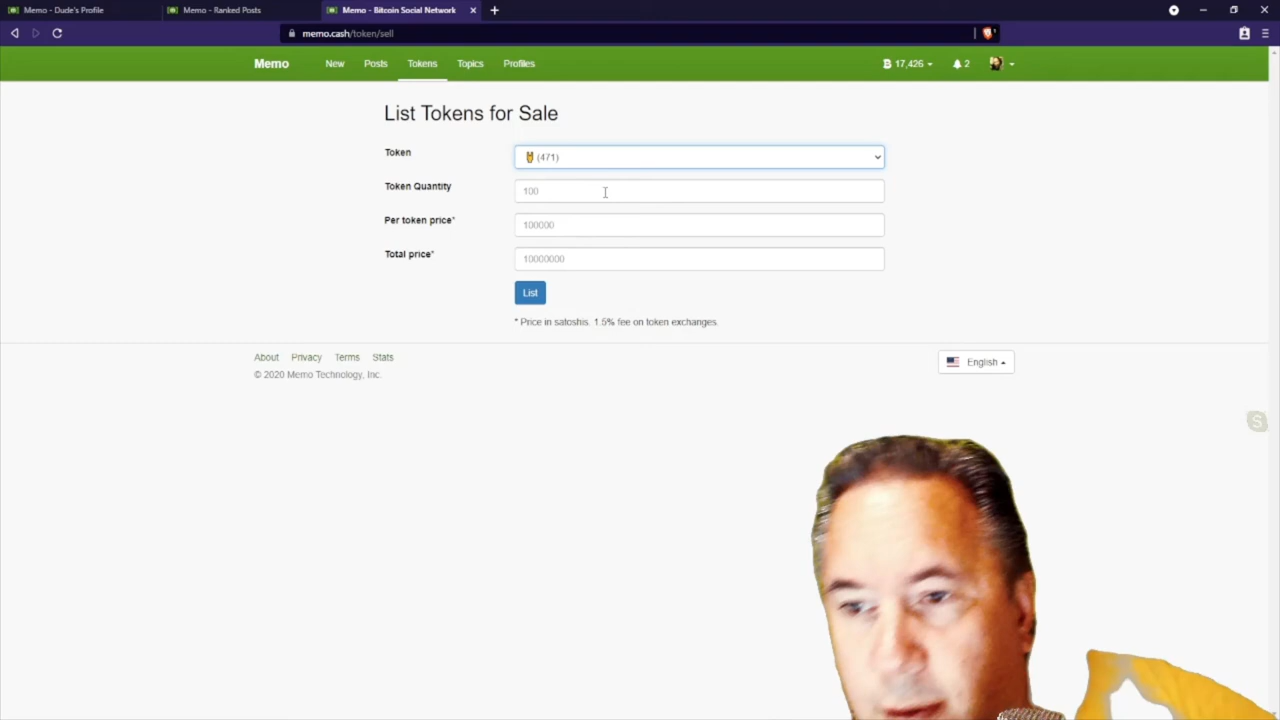 Memo - Dude's Profile
Memo - Ranked Posts
Memo - Bitcoin Social Network
memo.cash/token/sell
Memo New Posts Tokens Topics Profiles 17,426 2
List Tokens for Sale
Token (471)
Token Quantity 100
Per token price* 100000
Total price* 10000000
List
* Price in satoshis. 1.5% fee on token exchanges.
About Privacy Terms Stats English
© 2020 Memo Technology, Inc.